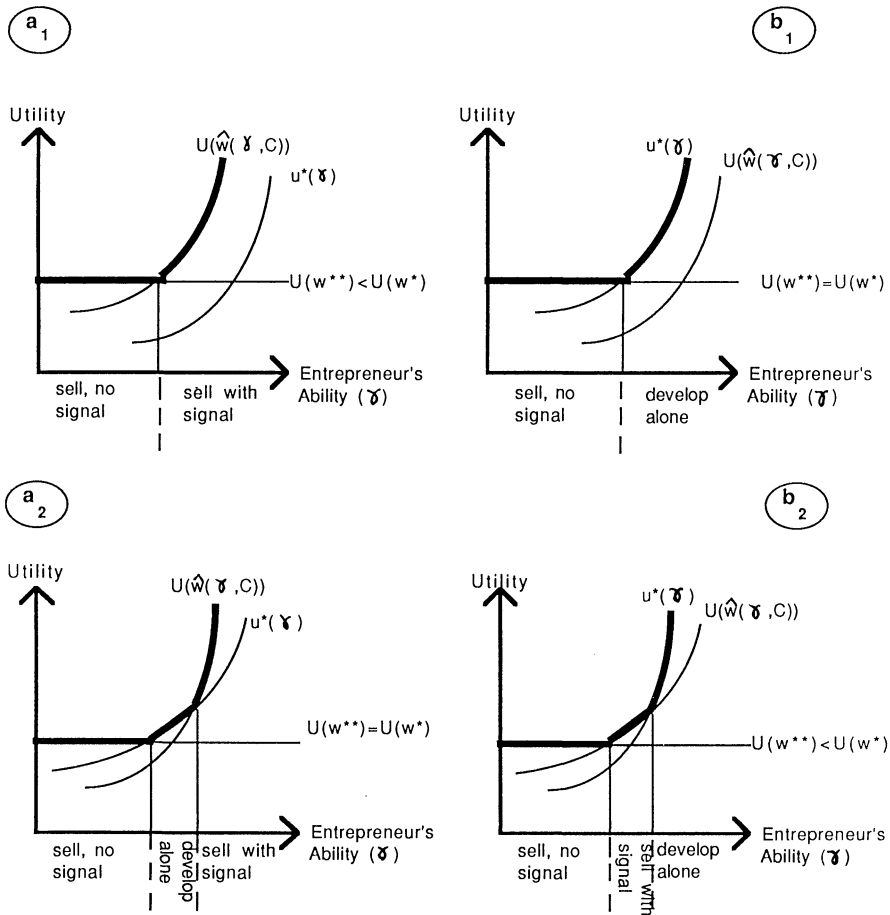 a1
b1
Utility
U(ŵ(γ,C))
u*(γ)
U(w**)<U(w*)
sell, no
signal
sell with
signal
Entrepreneur's
Ability (γ)
Utility
u*(γ)
U(ŵ(γ,C))
U(w**)=U(w*)
sell, no
signal
develop
alone
Entrepreneur's
Ability (γ)
a2
b2
Utility
U(ŵ(γ,C))
u*(γ)
U(w**)=U(w*)
sell, no
signal
develop
alone
sell with
signal
Entrepreneur's
Ability (γ)
Utility
u*(γ)
U(ŵ(γ,C))
U(w**)<U(w*)
sell, no
signal
sell with
signal
develop
alone
Entrepreneur's
Ability (γ)